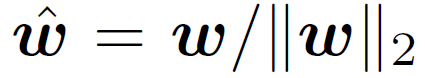 ŵ = w/‖w‖₂